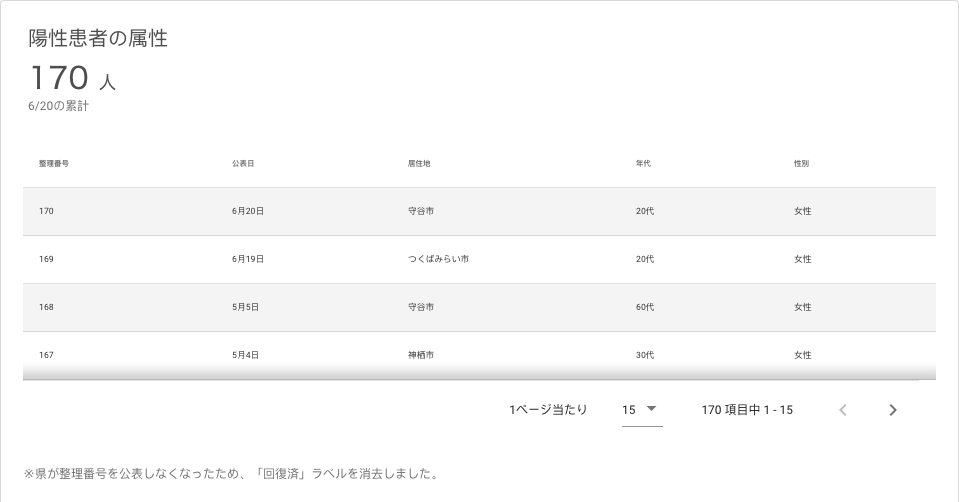 陽性患者の属性
170 人
6/20の累計
整理番号 公表日 居住地 年代 性別
170 6月20日 守谷市 20代 女性
169 6月19日 つくばみらい市 20代 女性
168 5月5日 守谷市 60代 女性
167 5月4日 神栖市 30代 女性
1ページ当たり 15 170 項目中 1 - 15
※県が整理番号を公表しなくなったため、「回復済」ラベルを消去しました。